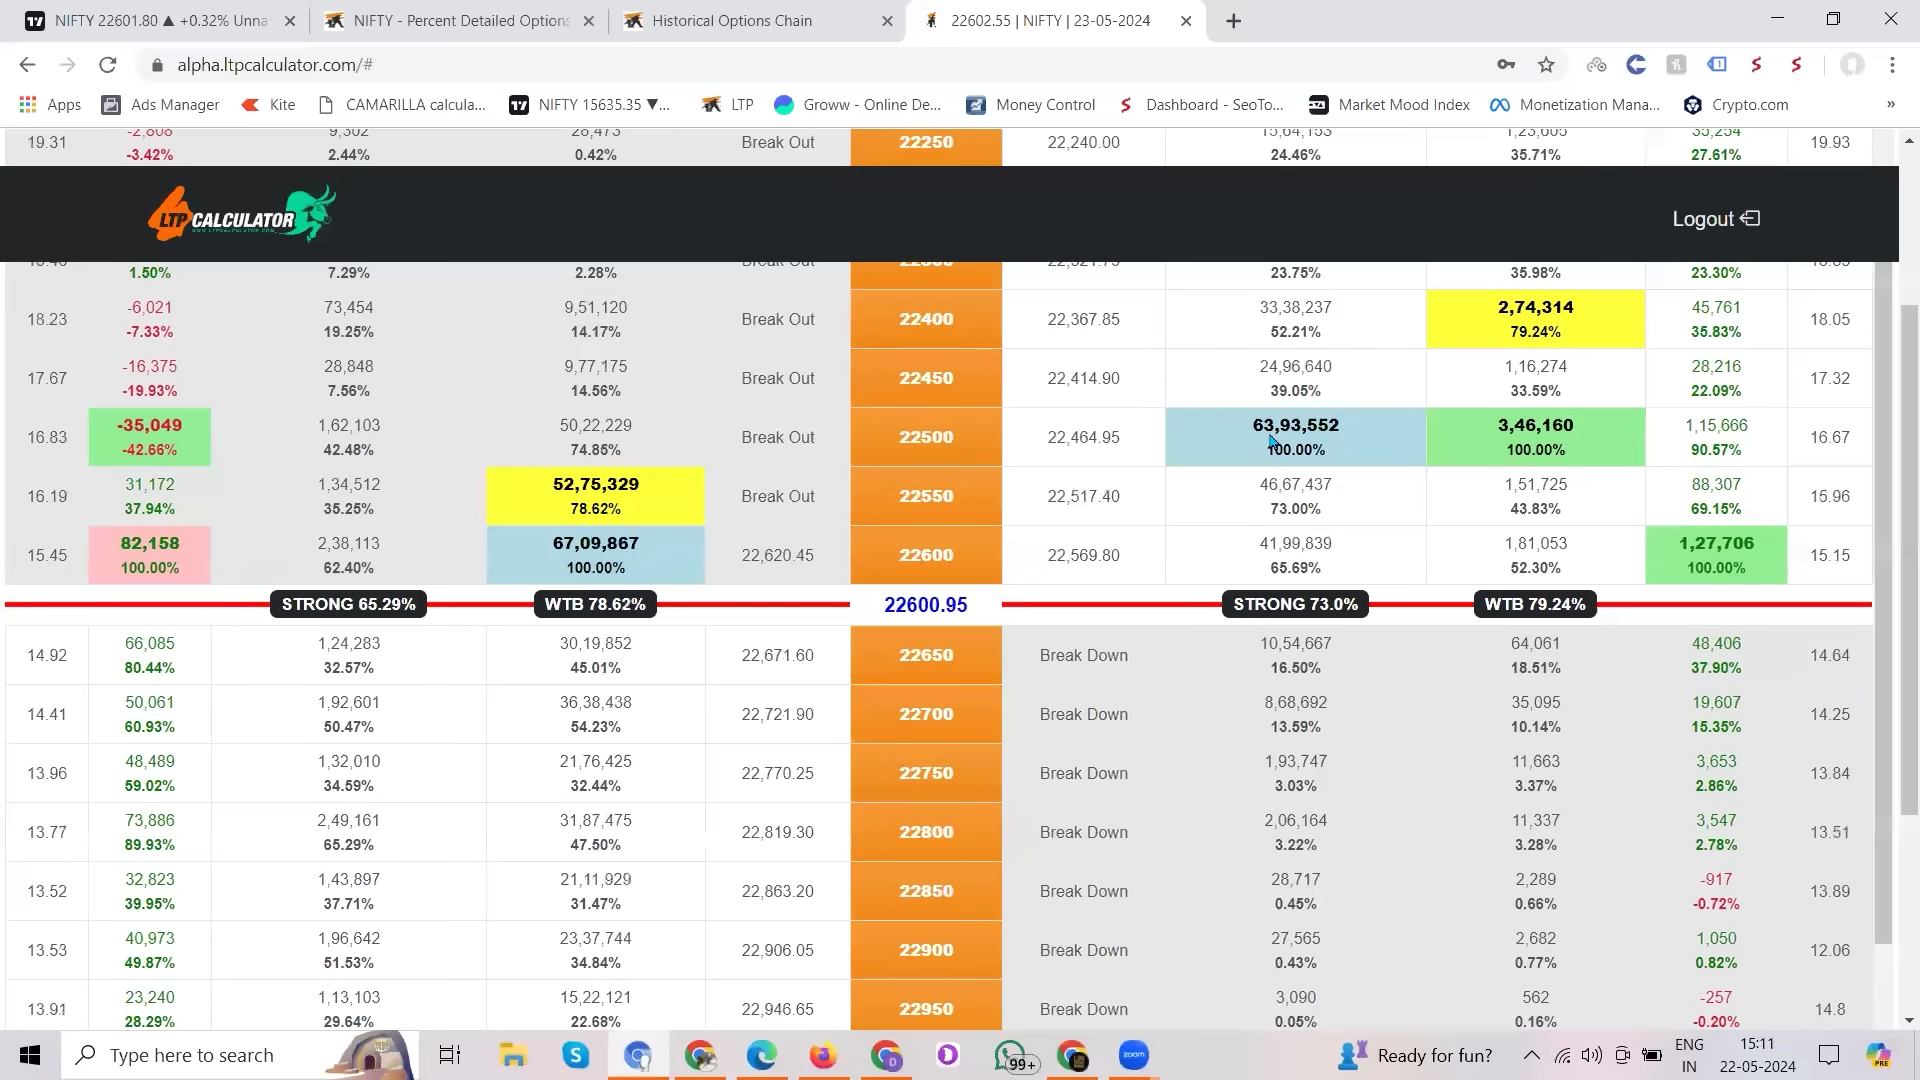 NIFTY 22601.80 ▲ +0.32% Unna
NIFTY - Percent Detailed Options
Historical Options Chain
22602.55 | NIFTY | 23-05-2024
alpha.ltpcalculator.com/#
Apps Ads Manager Kite CAMARILLA calcula... NIFTY 15635.35 ▼... LTP Groww - Online De... Money Control Dashboard - SeoTo... Market Mood Index Monetization Mana... Crypto.com »
19.31 -2,808 9,302 28,473 Break Out 22250 22,240.00 15,64,153 1,23,605 35,254 19.93
-3.42% 2.44% 0.42% 24.46% 35.71% 27.61%
LTP CALCULATOR
WWW.LTPCALCULATOR.COM
Logout
1.50% 7.29% 2.28% 23.75% 35.98% 23.30%
18.23 -6,021 73,454 9,51,120 Break Out 22400 22,367.85 33,38,237 2,74,314 45,761 18.05
-7.33% 19.25% 14.17% 52.21% 79.24% 35.83%
17.67 -16,375 28,848 9,77,175 Break Out 22450 22,414.90 24,96,640 1,16,274 28,216 17.32
-19.93% 7.56% 14.56% 39.05% 33.59% 22.09%
16.83 -35,049 1,62,103 50,22,229 Break Out 22500 22,464.95 63,93,552 3,46,160 1,15,666 16.67
-42.66% 42.48% 74.85% 100.00% 100.00% 90.57%
16.19 31,172 1,34,512 52,75,329 Break Out 22550 22,517.40 46,67,437 1,51,725 88,307 15.96
37.94% 35.25% 78.62% 73.00% 43.83% 69.15%
15.45 82,158 2,38,113 67,09,867 22,620.45 22600 22,569.80 41,99,839 1,81,053 1,27,706 15.15
100.00% 62.40% 100.00% 65.69% 52.30% 100.00%
STRONG 65.29% WTB 78.62% 22600.95 STRONG 73.0% WTB 79.24%
14.92 66,085 1,24,283 30,19,852 22,671.60 22650 Break Down 10,54,667 64,061 48,406 14.64
80.44% 32.57% 45.01% 16.50% 18.51% 37.90%
14.41 50,061 1,92,601 36,38,438 22,721.90 22700 Break Down 8,68,692 35,095 19,607 14.25
60.93% 50.47% 54.23% 13.59% 10.14% 15.35%
13.96 48,489 1,32,010 21,76,425 22,770.25 22750 Break Down 1,93,747 11,663 3,653 13.84
59.02% 34.59% 32.44% 3.03% 3.37% 2.86%
13.77 73,886 2,49,161 31,87,475 22,819.30 22800 Break Down 2,06,164 11,337 3,547 13.51
89.93% 65.29% 47.50% 3.22% 3.28% 2.78%
13.52 32,823 1,43,897 21,11,929 22,863.20 22850 Break Down 28,717 2,289 -917 13.89
39.95% 37.71% 31.47% 0.45% 0.66% -0.72%
13.53 40,973 1,96,642 23,37,744 22,906.05 22900 Break Down 27,565 2,682 1,050 12.06
49.87% 51.53% 34.84% 0.43% 0.77% 0.82%
13.91 23,240 1,13,103 15,22,121 22,946.65 22950 Break Down 3,090 562 -257 14.8
28.29% 29.64% 22.68% 0.05% 0.16% -0.20%
Type here to search 99+ zoom Ready for fun? ENG 15:11
IN 22-05-2024